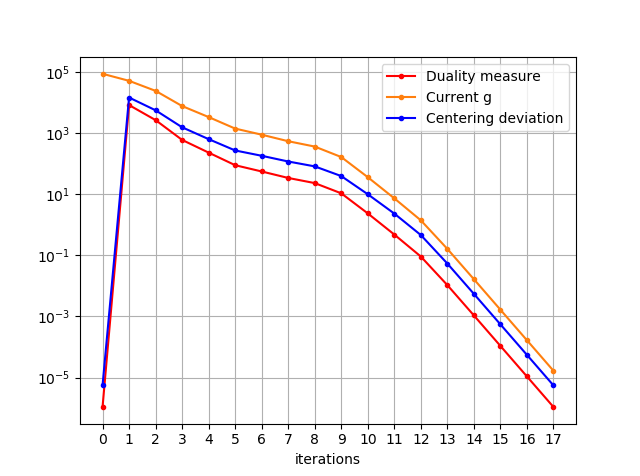 10^5
10^3
10^1
10^−1
10^−3
10^−5
Duality measure
Current g
Centering deviation
0 1 2 3 4 5 6 7 8 9 10 11 12 13 14 15 16 17
iterations